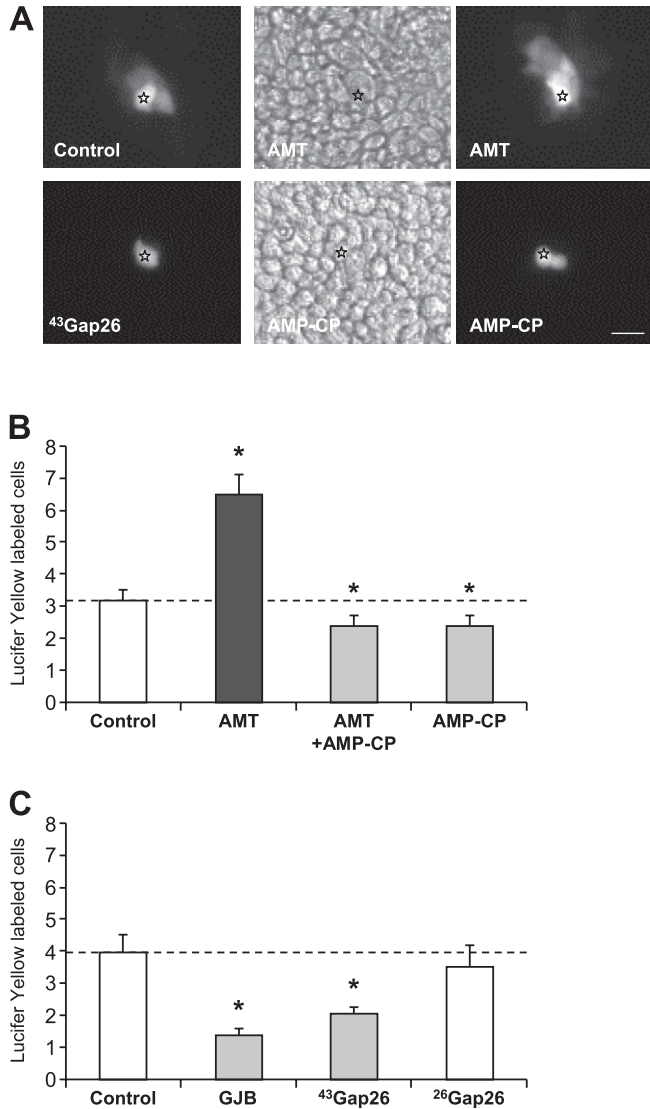 A
Control
AMT
AMT
⁴³Gap26
AMP-CP
AMP-CP
B
Lucifer Yellow labeled cells
8
7
6
5
4
3
2
1
0
*
*
*
Control
AMT
AMT
+AMP-CP
AMP-CP
C
Lucifer Yellow labeled cells
8
7
6
5
4
3
2
1
0
*
*
Control
GJB
⁴³Gap26
²⁶Gap26